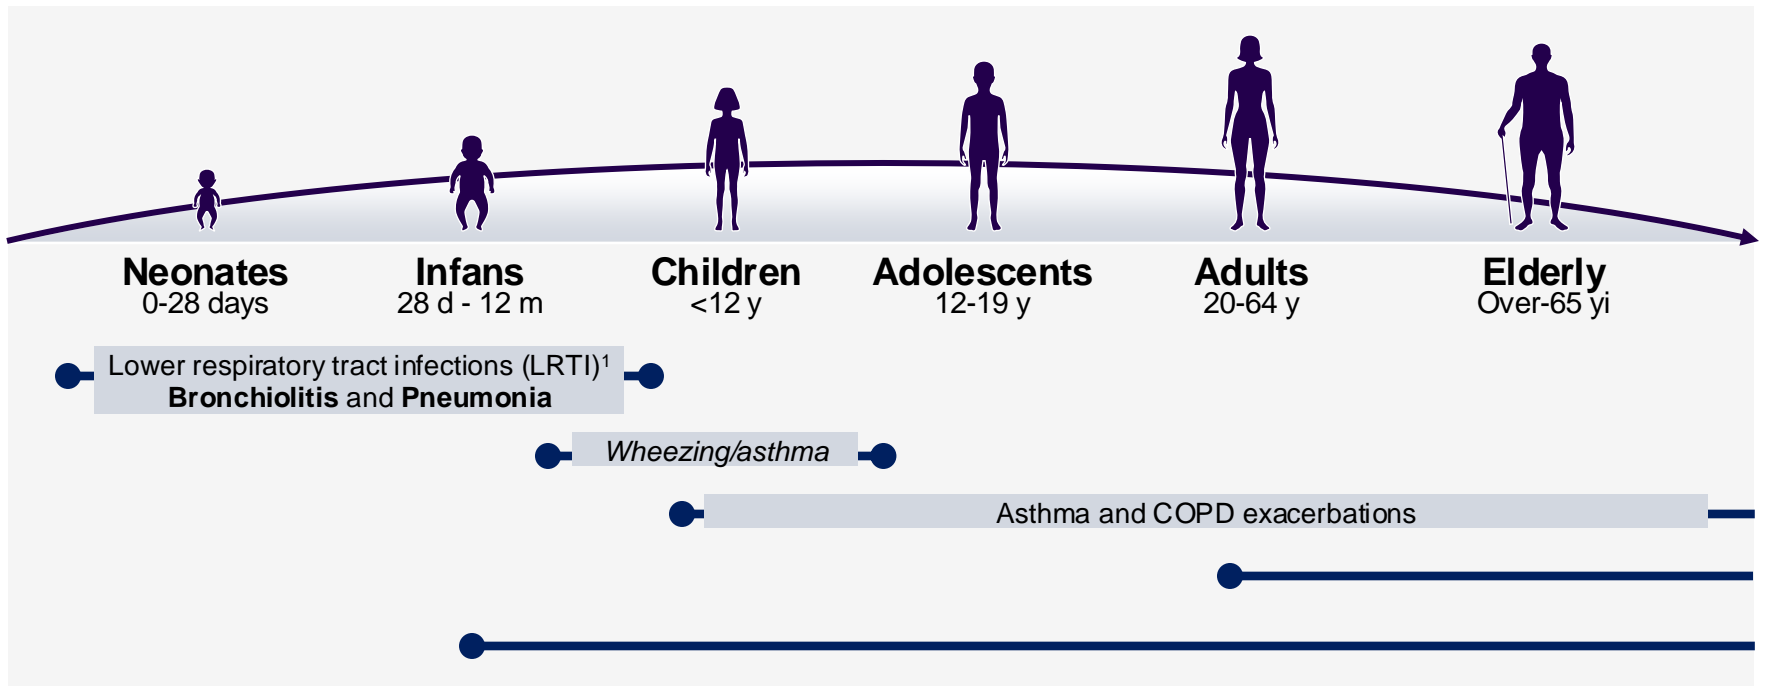 Neonates
0-28 days
Infans
28 d - 12 m
Children
<12 y
Adolescents
12-19 y
Adults
20-64 y
Elderly
Over-65 yi
Lower respiratory tract infections (LRTI)¹
Bronchiolitis and Pneumonia
Wheezing/asthma
Asthma and COPD exacerbations